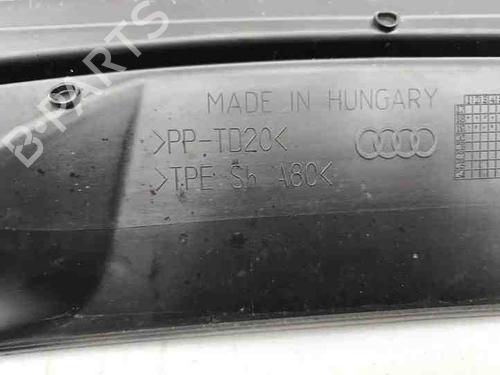 B-PARTS
MADE IN HUNGARY
>PP-TD20<
>TPE Sh A80<